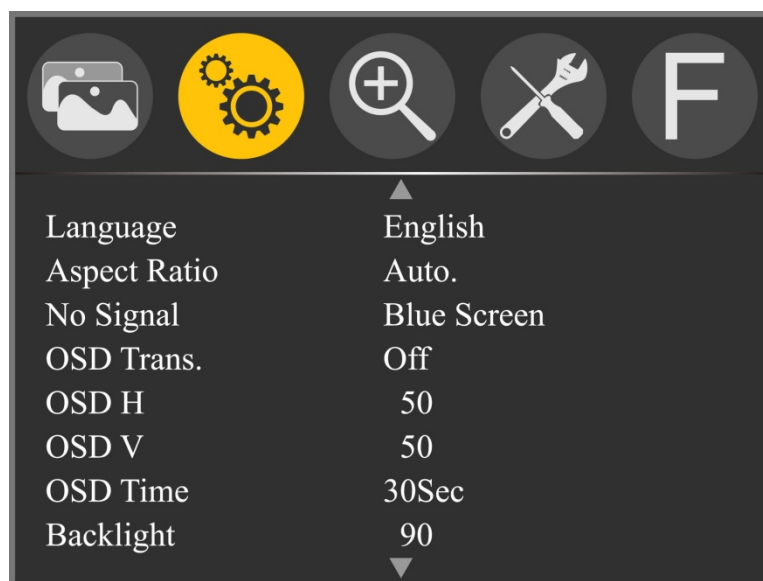 F
Language English
Aspect Ratio Auto.
No Signal Blue Screen
OSD Trans. Off
OSD H 50
OSD V 50
OSD Time 30Sec
Backlight 90